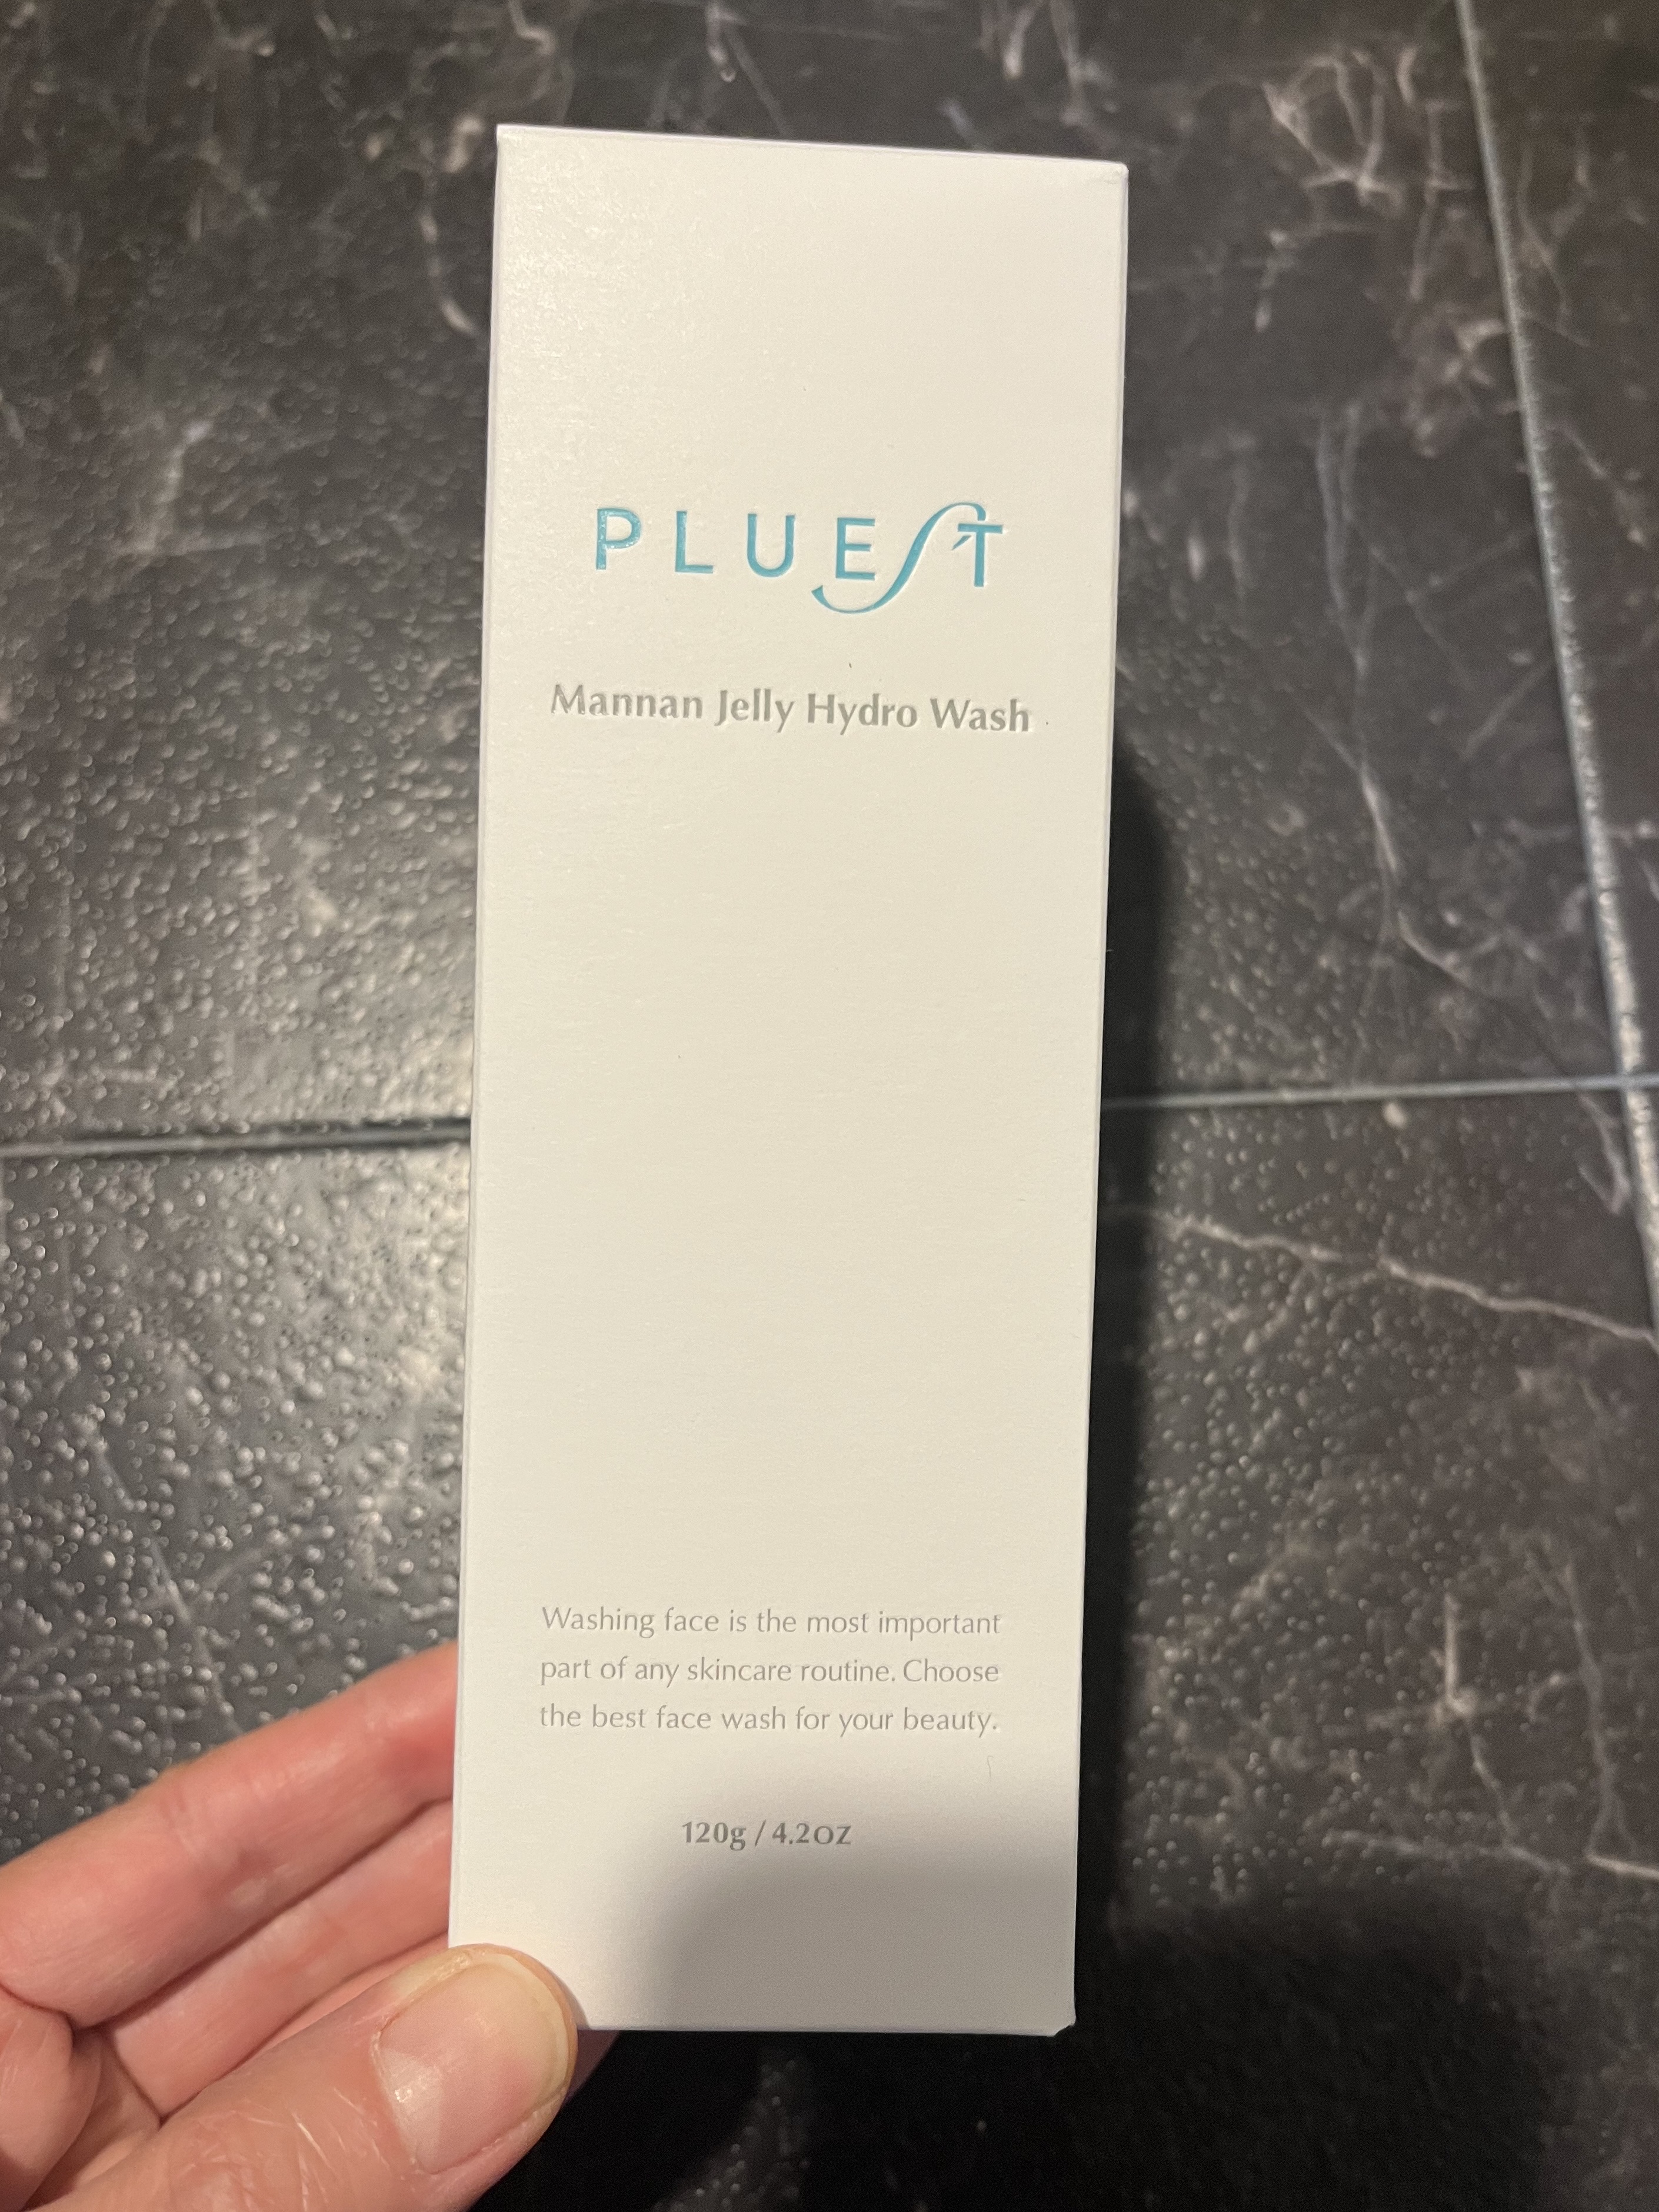 PLUEST
Mannan Jelly Hydro Wash
Washing face is the most important
part of any skincare routine. Choose
the best face wash for your beauty.
120g / 4.2OZ